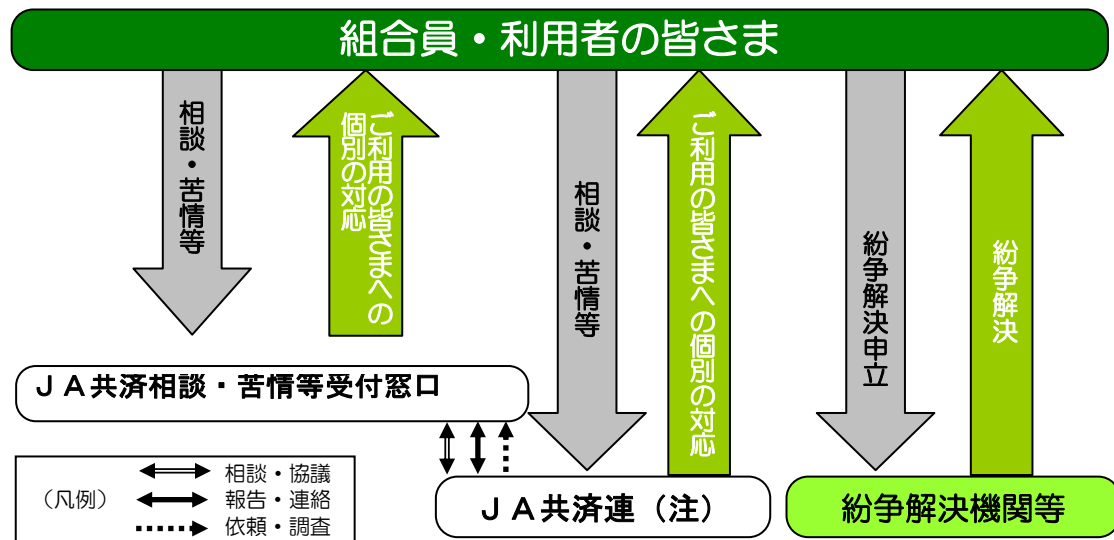 組合員・利用者の皆さま
相談・苦情等
ご利用の皆さまへの
個別の対応
相談・苦情等
ご利用の皆さまへの個別の対応
紛争解決申立
紛争解決
ＪＡ共済相談・苦情等受付窓口
（凡例）
相談・協議
報告・連絡
依頼・調査
ＪＡ共済連（注）
紛争解決機関等